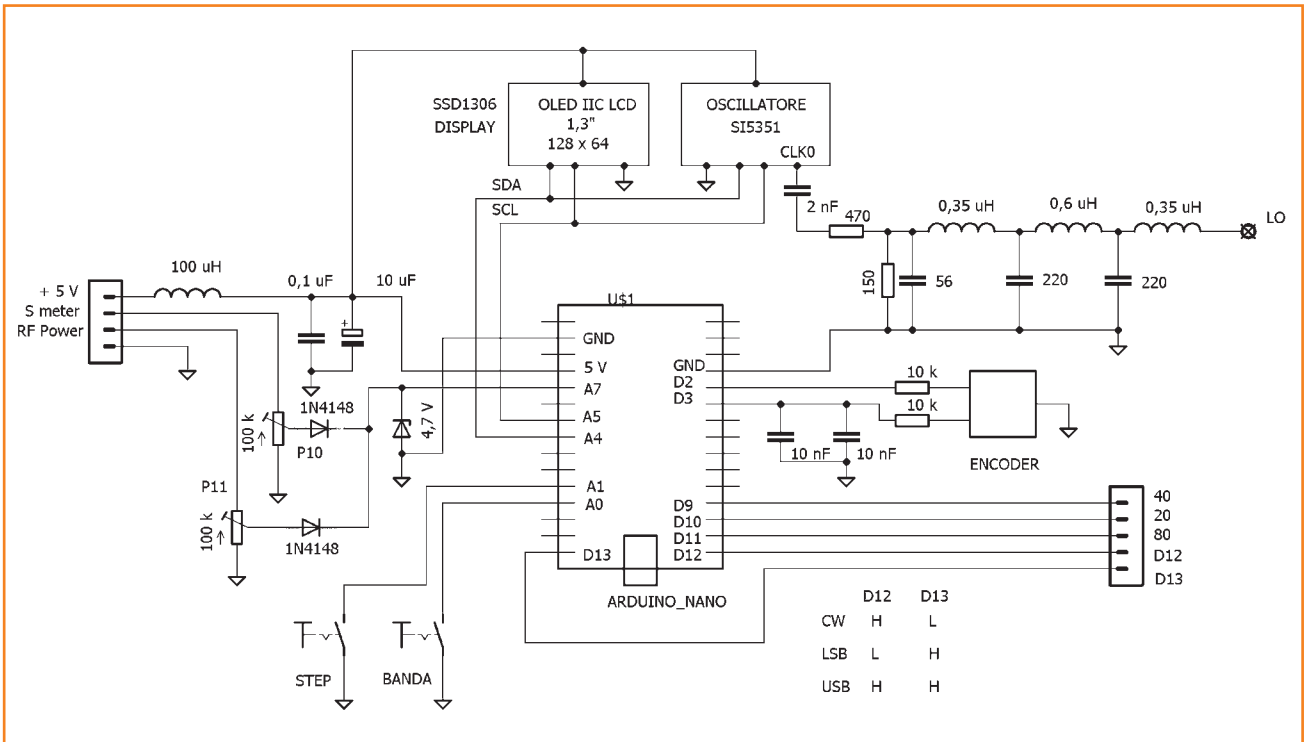 SSD1306
DISPLAY
OLED IIC LCD
1,3"
128 x 64
OSCILLATORE
SI5351
CLK0
SDA
SCL
2 nF
470
0,35 uH
0,6 uH
0,35 uH
LO
150
56
220
220
100 uH
0,1 uF
10 uF
+
+ 5 V
S meter
RF Power
U$1
GND
5 V
A7
A5
A4
A1
A0
D13
GND
D2
D3
D9
D10
D11
D12
ARDUINO_NANO
1N4148
100 k
P10
4,7 V
P11
100 k
1N4148
10 k
10 k
10 nF
10 nF
ENCODER
40
20
80
D12
D13
STEP
BANDA
D12 D13
CW H L
LSB L H
USB H H